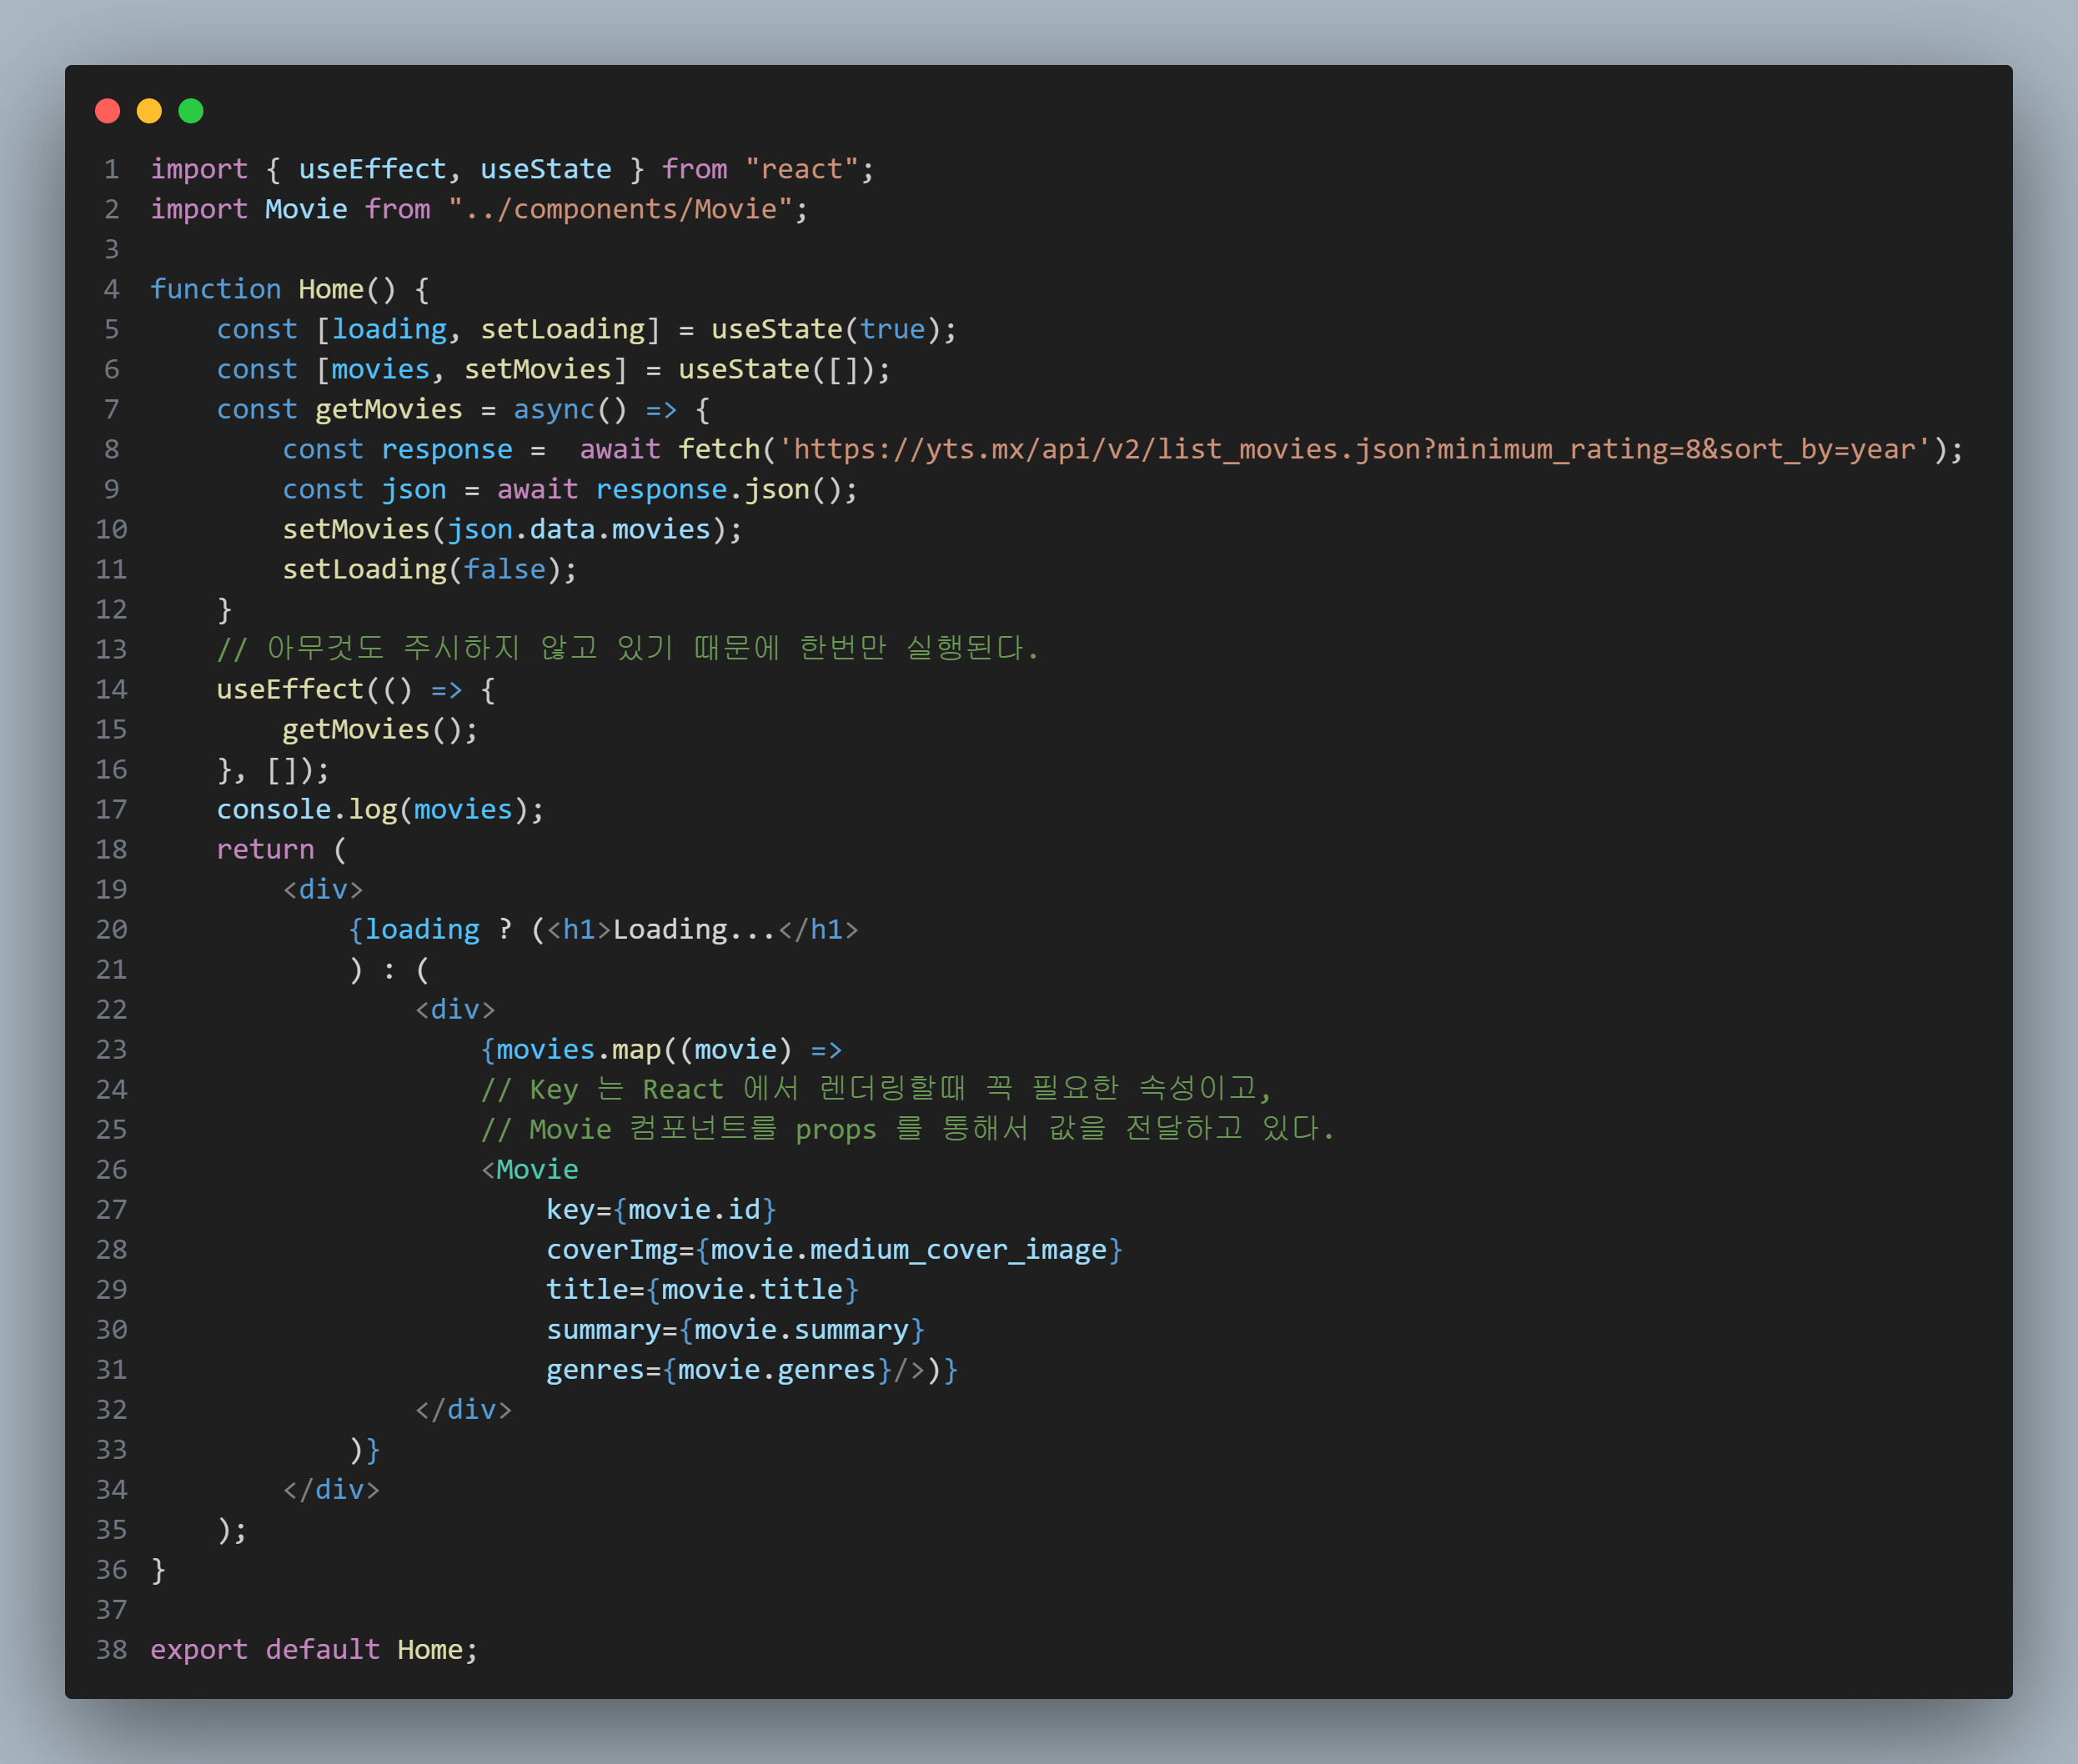 1 import { useEffect, useState } from "react";
2 import Movie from "../components/Movie";
3
4 function Home() {
5     const [loading, setLoading] = useState(true);
6     const [movies, setMovies] = useState([]);
7     const getMovies = async() => {
8         const response =  await fetch('https://yts.mx/api/v2/list_movies.json?minimum_rating=8&sort_by=year');
9         const json = await response.json();
10         setMovies(json.data.movies);
11         setLoading(false);
12     }
13     // 아무것도 주시하지 않고 있기 때문에 한번만 실행된다.
14     useEffect(() => {
15         getMovies();
16     }, []);
17     console.log(movies);
18     return (
19         <div>
20             {loading ? (<h1>Loading...</h1>
21             ) : (
22                 <div>
23                     {movies.map((movie) =>
24                     // Key 는 React 에서 렌더링할때 꼭 필요한 속성이고,
25                     // Movie 컴포넌트를 props 를 통해서 값을 전달하고 있다.
26                     <Movie
27                         key={movie.id}
28                         coverImg={movie.medium_cover_image}
29                         title={movie.title}
30                         summary={movie.summary}
31                         genres={movie.genres}/>)}
32                 </div>
33             )}
34         </div>
35     );
36 }
37
38 export default Home;